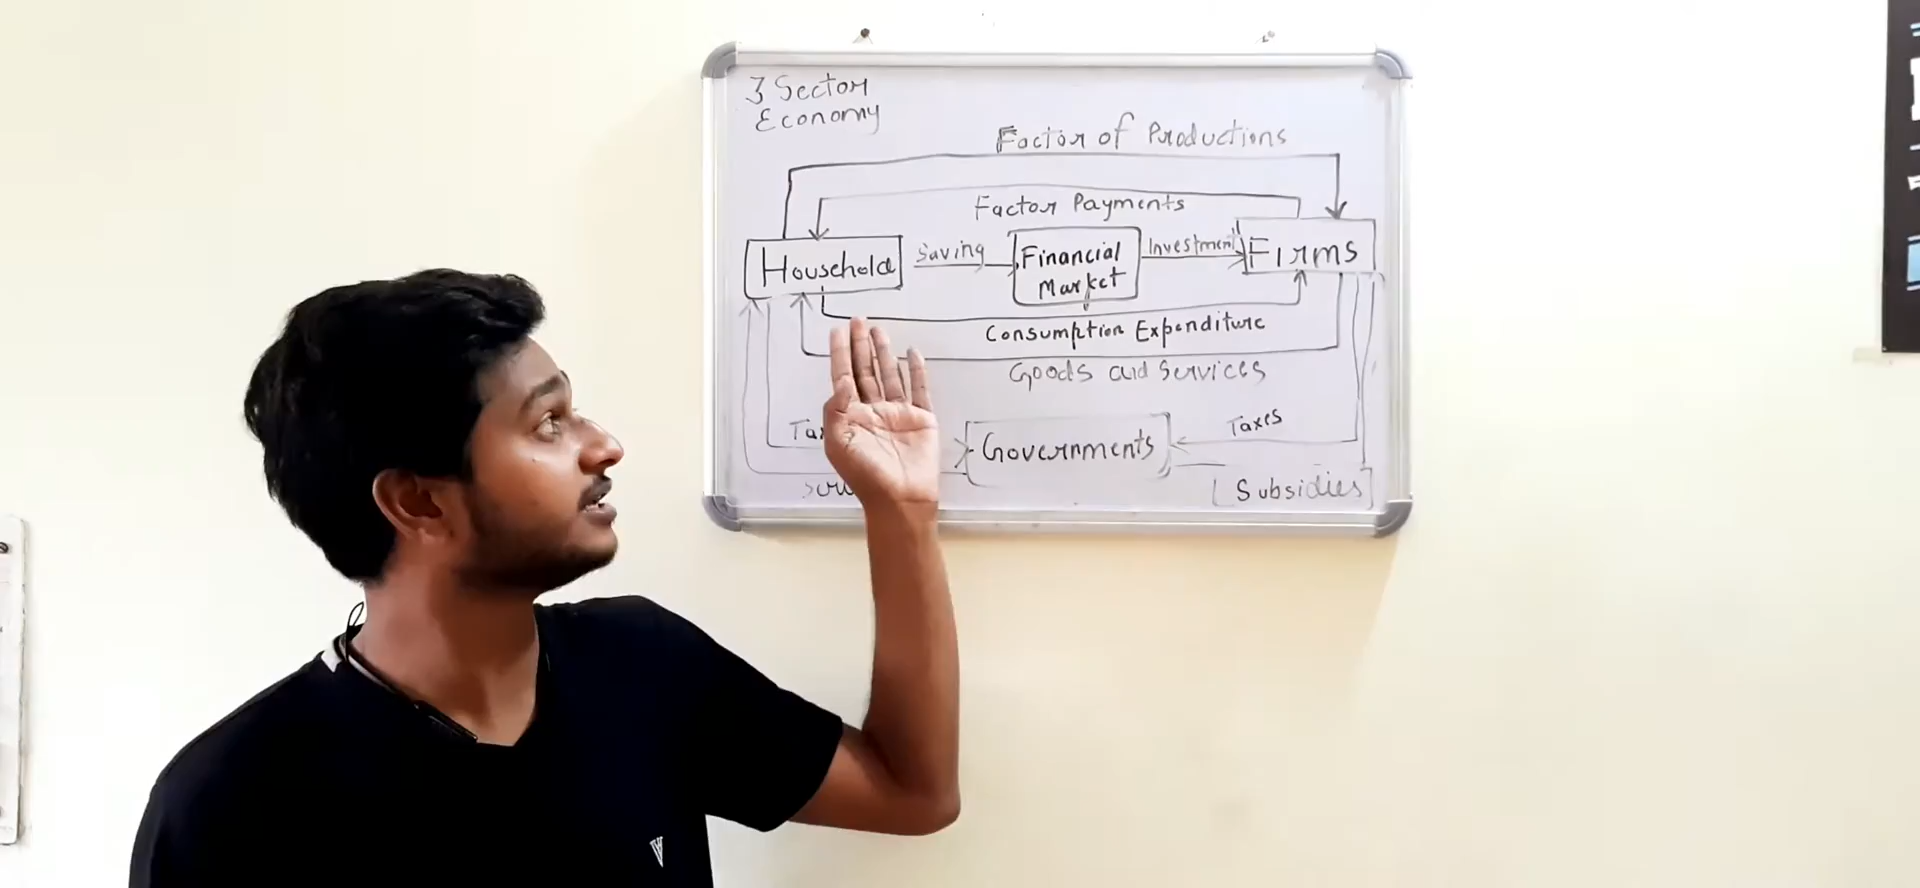 3 Sector
Economy
Factor of Productions
Factor Payments
Household
Saving
Financial
Market
Investment
Firms
Consumption Expenditure
Goods and Services
Governments
Taxes
[Subsidies]